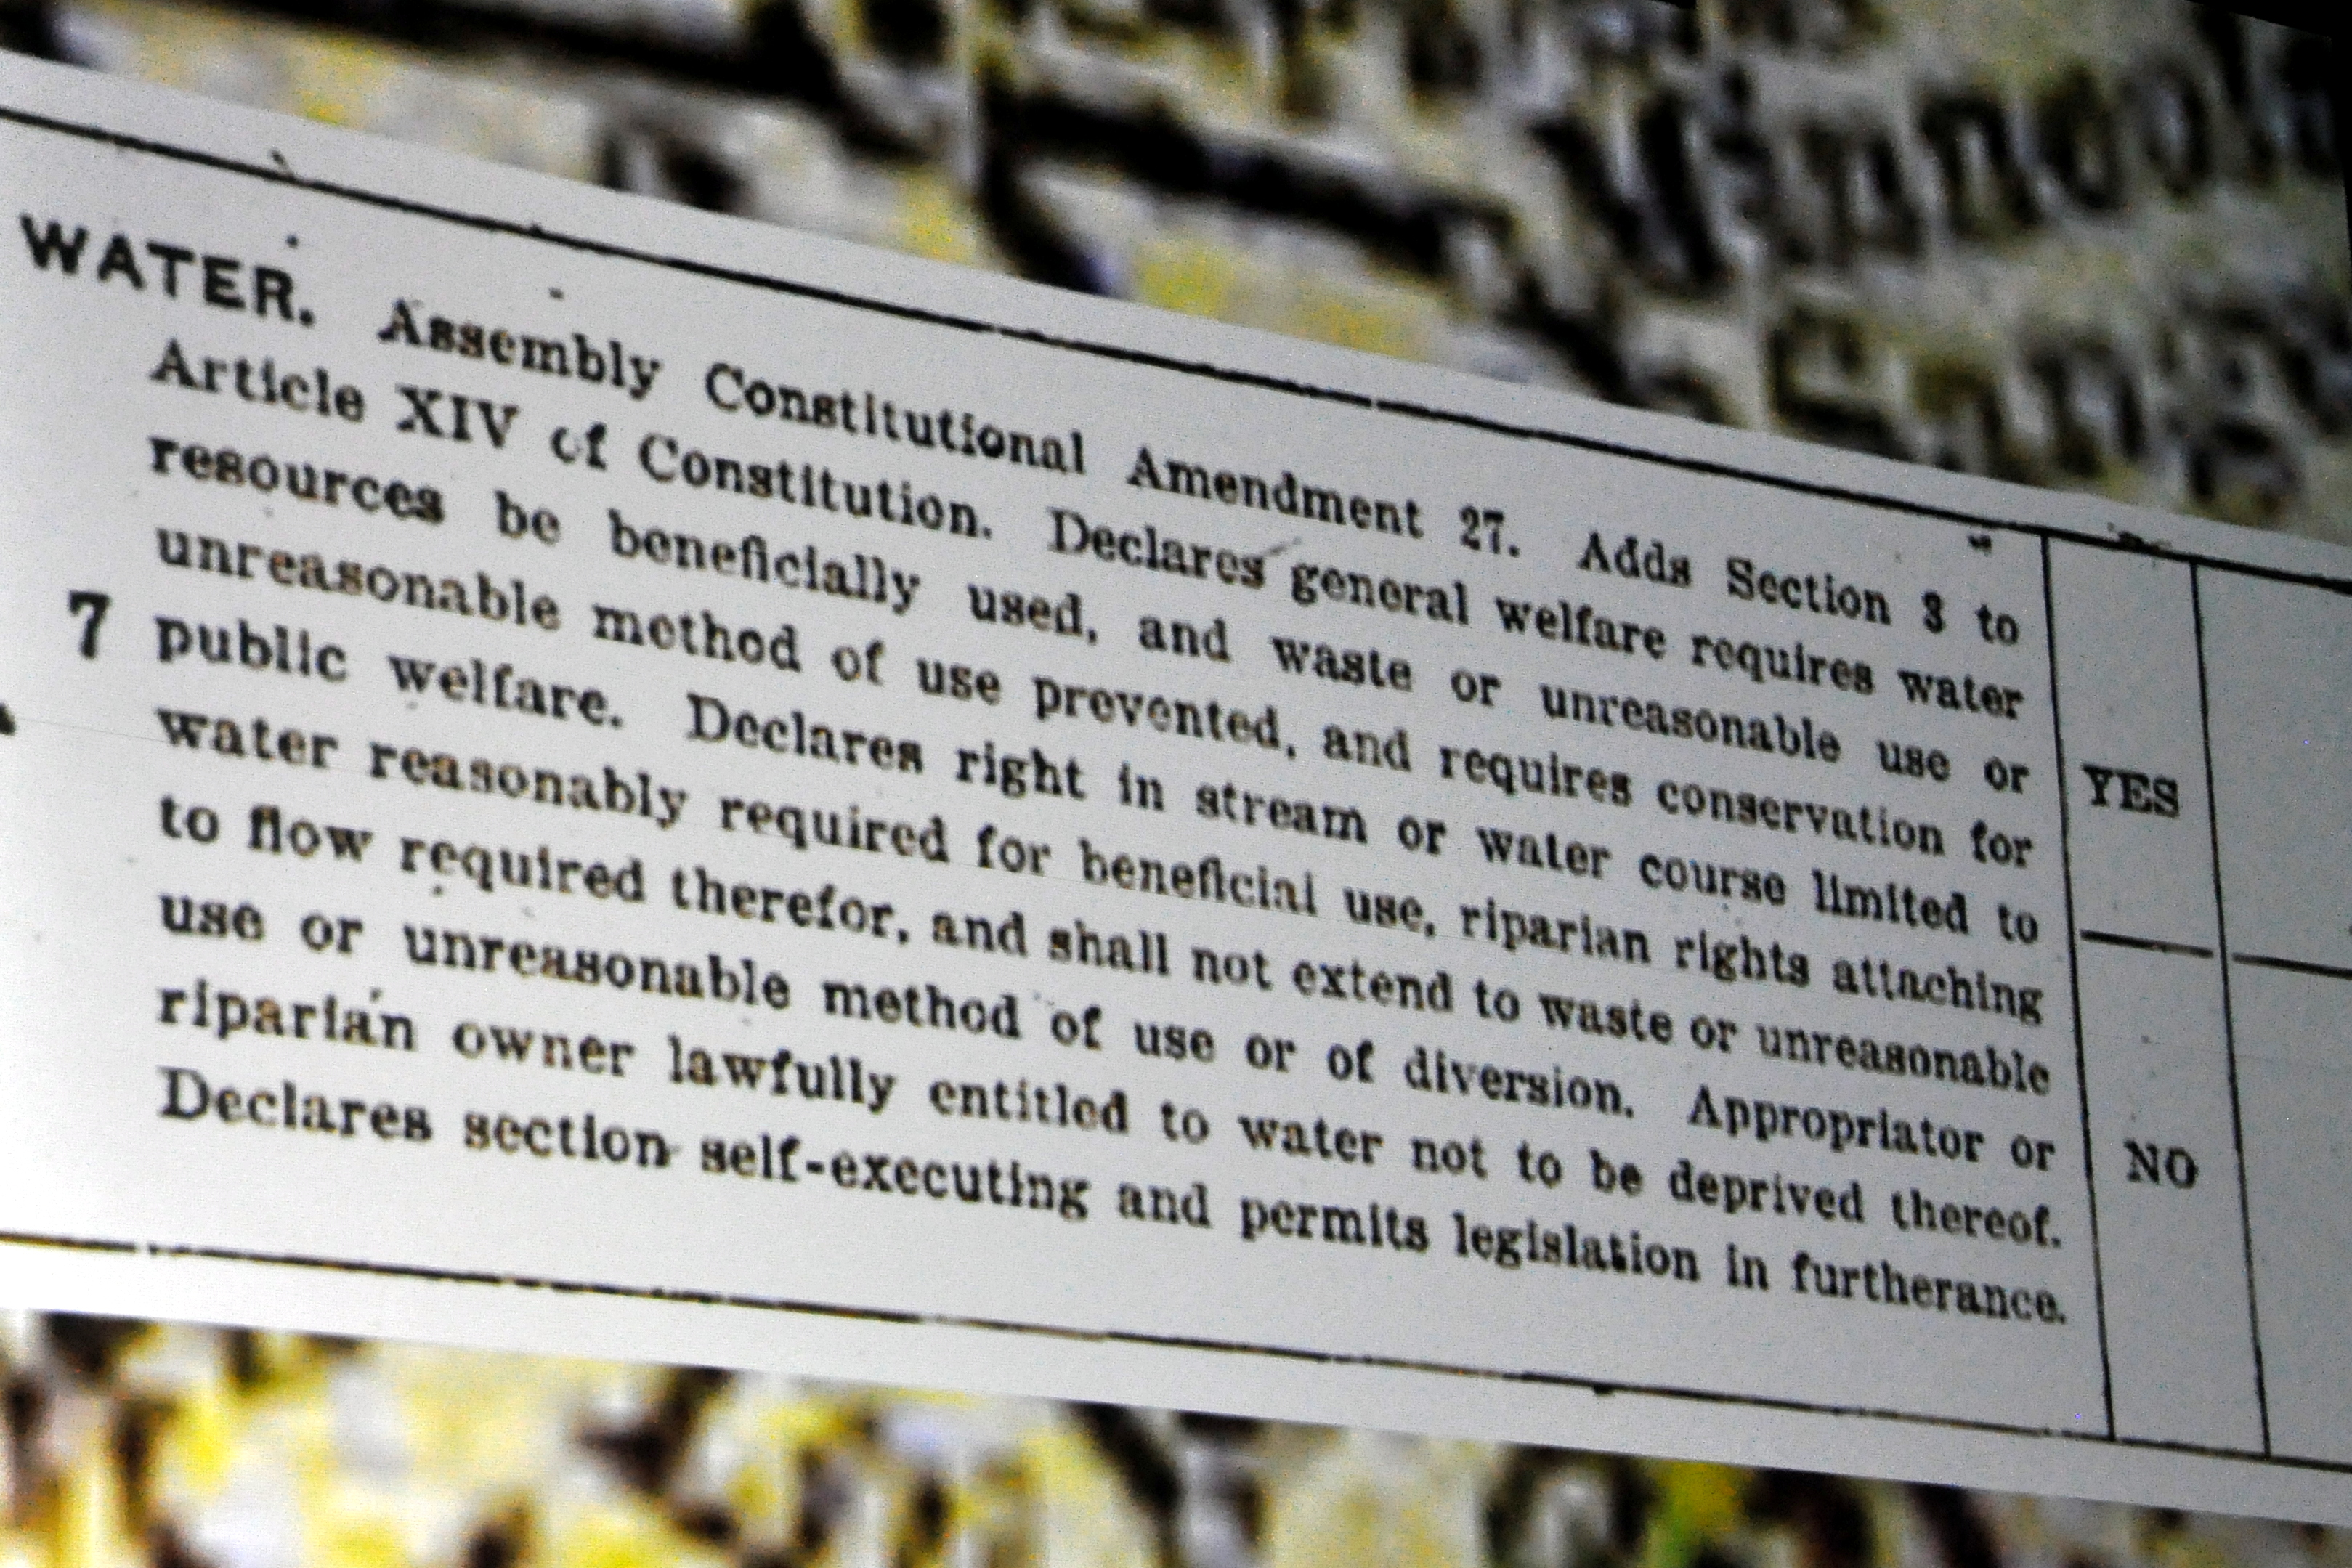 WATER. Assembly Constitutional Amendment 27. Adds Section 3 to
Article XIV of Constitution. Declares general welfare requires water
resources be beneficially used, and waste or unreasonable use or
unreasonable method of use prevented, and requires conservation for
7 public welfare. Declares right in stream or water course limited to
water reasonably required for beneficial use, riparian rights attaching
to flow required therefor, and shall not extend to waste or unreasonable
use or unreasonable method of use or of diversion. Appropriator or
riparian owner lawfully entitled to water not to be deprived thereof.
Declares section self-executing and permits legislation in furtherance.
YES
NO